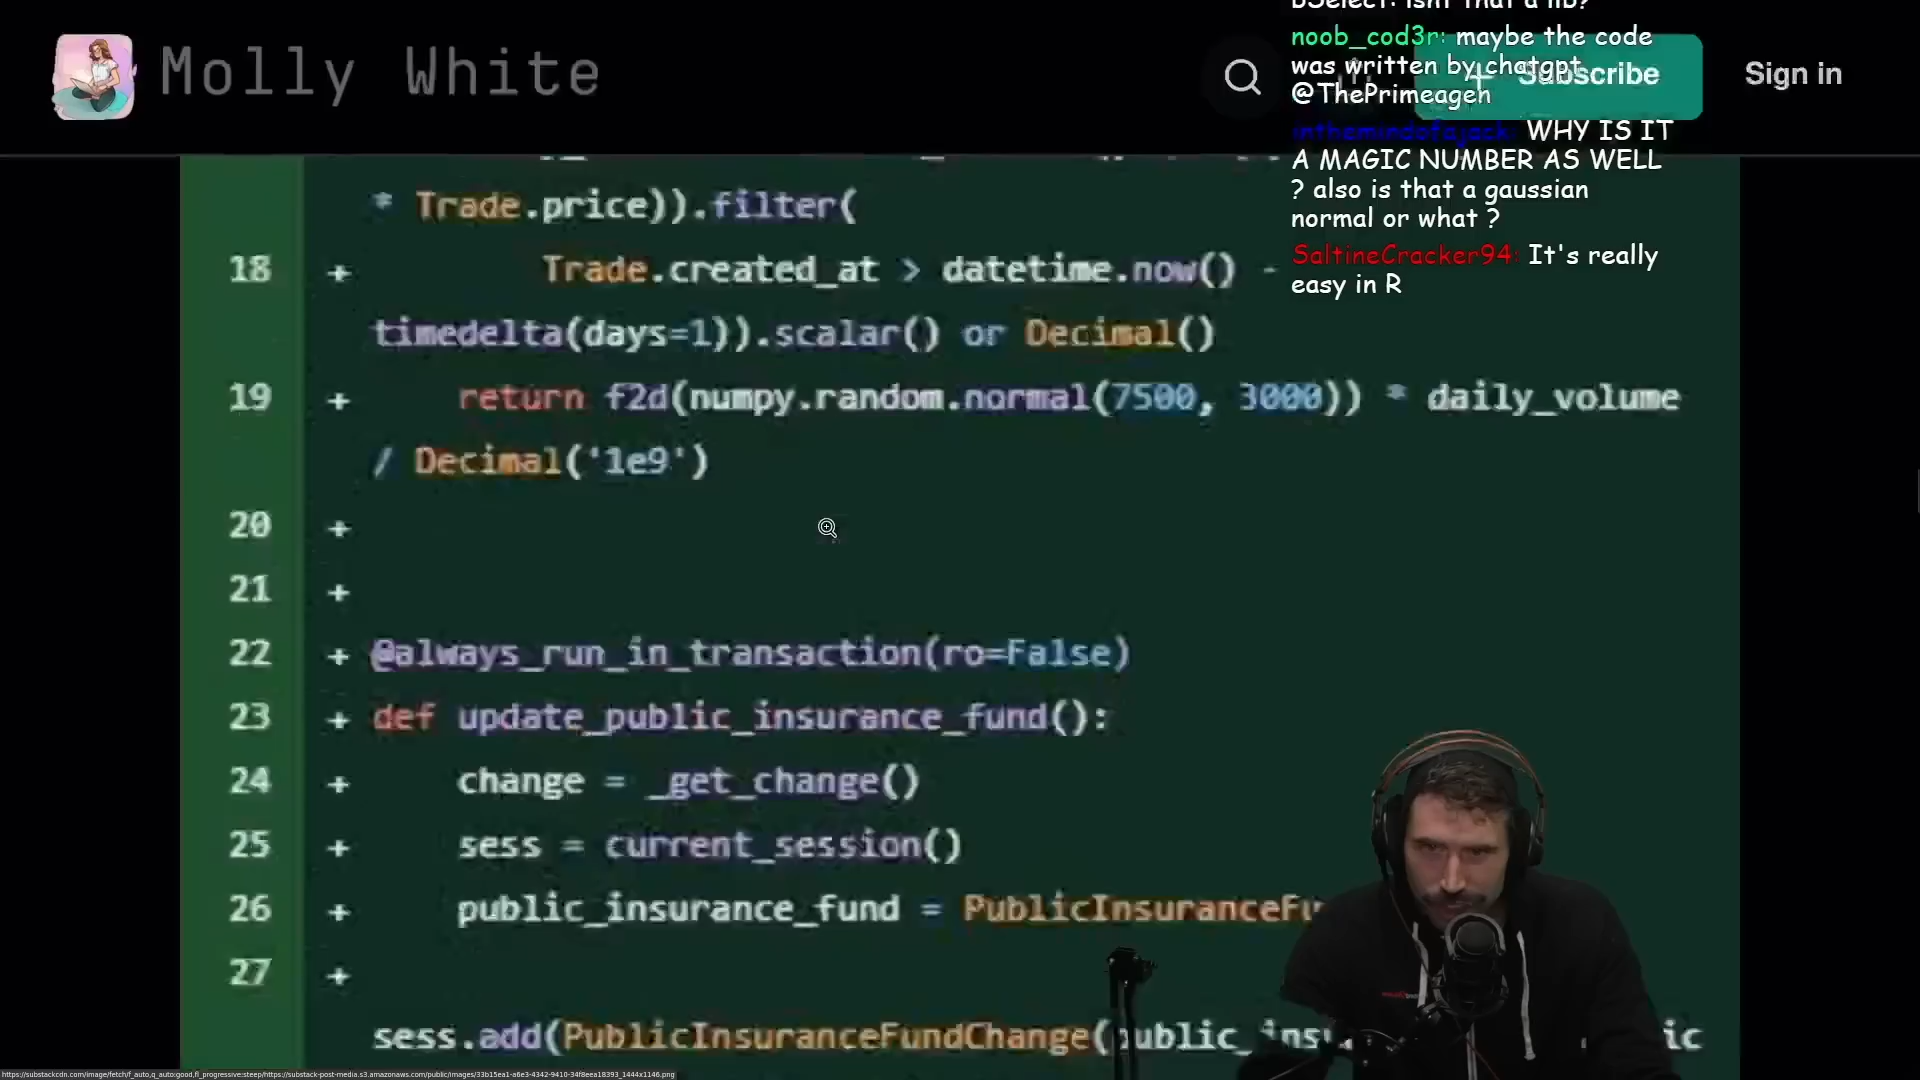 Molly White
Subscribe
Sign in
noob_cod3r: maybe the code
was written by chatgpt
@ThePrimeagen
inthemindofajack: WHY IS IT
A MAGIC NUMBER AS WELL
? also is that a gaussian
normal or what ?
SaltineCracker94: It's really
easy in R
* Trade.price)).filter(
18 + Trade.created_at > datetime.now() -
timedelta(days=1)).scalar() or Decimal()
19 + return f2d(numpy.random.normal(7500, 3000)) * daily_volume
/ Decimal('1e9')
20 +
21 +
22 + @always_run_in_transaction(ro=False)
23 + def update_public_insurance_fund():
24 + change = _get_change()
25 + sess = current_session()
26 + public_insurance_fund = PublicInsuranceFu
27 +
sess.add(PublicInsuranceFundChange(public_ins